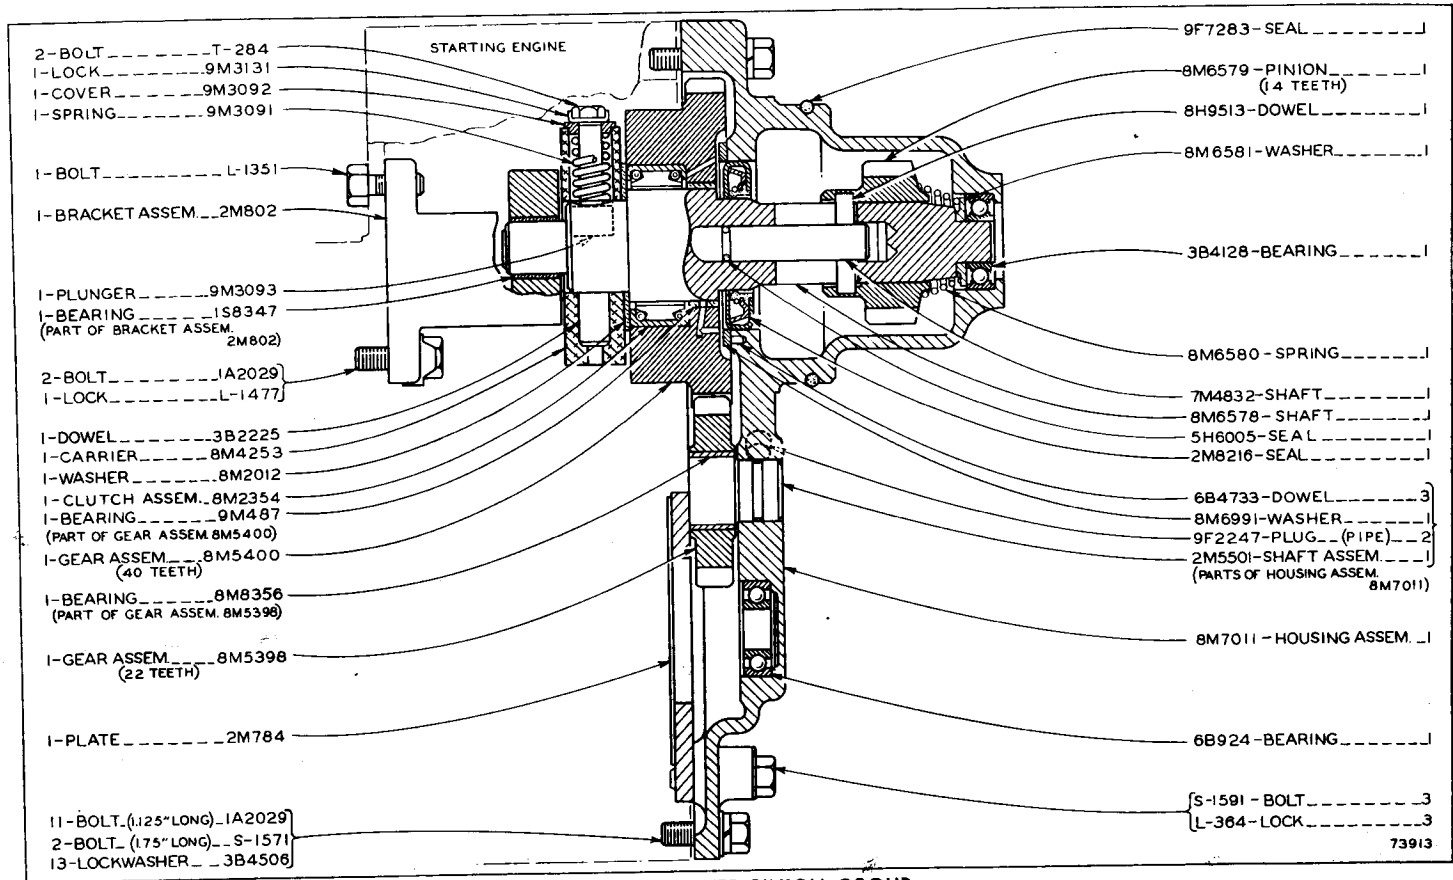 STARTING ENGINE
2-BOLT T-284
1-LOCK 9M3131
1-COVER 9M3092
1-SPRING 9M3091
1-BOLT L-1351
1-BRACKET ASSEM. 2M802
1-PLUNGER 9M3093
1-BEARING 1S8347
(PART OF BRACKET ASSEM.
2M802)
2-BOLT 1A2029
1-LOCK L-1477
1-DOWEL 3B2225
1-CARRIER 8M4253
1-WASHER 8M2012
1-CLUTCH ASSEM. 8M2354
1-BEARING 9M487
(PART OF GEAR ASSEM. 8M5400)
1-GEAR ASSEM. 8M5400
(40 TEETH)
1-BEARING 8M8356
(PART OF GEAR ASSEM. 8M5398)
1-GEAR ASSEM. 8M5398
(22 TEETH)
1-PLATE 2M784
11-BOLT (1.125" LONG) 1A2029
2-BOLT (1.75" LONG) S-1571
13-LOCKWASHER 3B4506
9F7283-SEAL 1
8M6579-PINION 1
(14 TEETH)
8H9513-DOWEL 1
8M6581-WASHER 1
3B4128-BEARING 1
8M6580-SPRING 1
7M4832-SHAFT 1
8M6578-SHAFT 1
5H6005-SEAL 1
2M8216-SEAL 1
6B4733-DOWEL 3
8M6991-WASHER 1
9F2247-PLUG (PIPE) 2
2M5501-SHAFT ASSEM. 1
(PARTS OF HOUSING ASSEM.
8M7011)
8M7011-HOUSING ASSEM. 1
6B924-BEARING 1
S-1591-BOLT 3
L-364-LOCK 3
73913